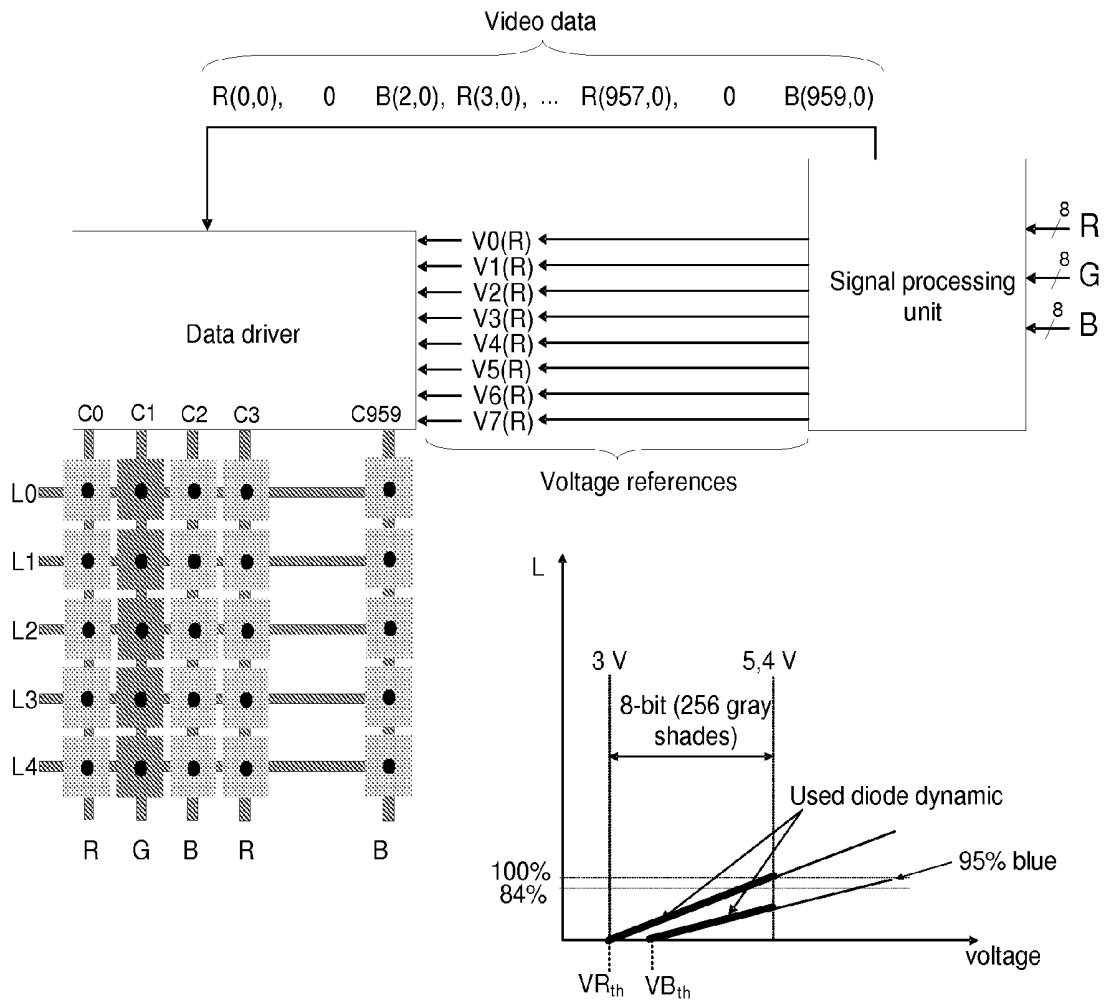 Video data
R(0,0), 0 B(2,0), R(3,0), ... R(957,0), 0 B(959,0)
V0(R)
V1(R)
V2(R)
V3(R)
V4(R)
V5(R)
V6(R)
V7(R)
Signal processing
unit
8 R
8 G
8 B
Data driver
C0 C1 C2 C3 C959
Voltage references
L0
L1
L2
L3
L4
R G B R B
L
3 V 5,4 V
8-bit (256 gray
shades)
Used diode dynamic
100%
84%
95% blue
voltage
VRth VBth